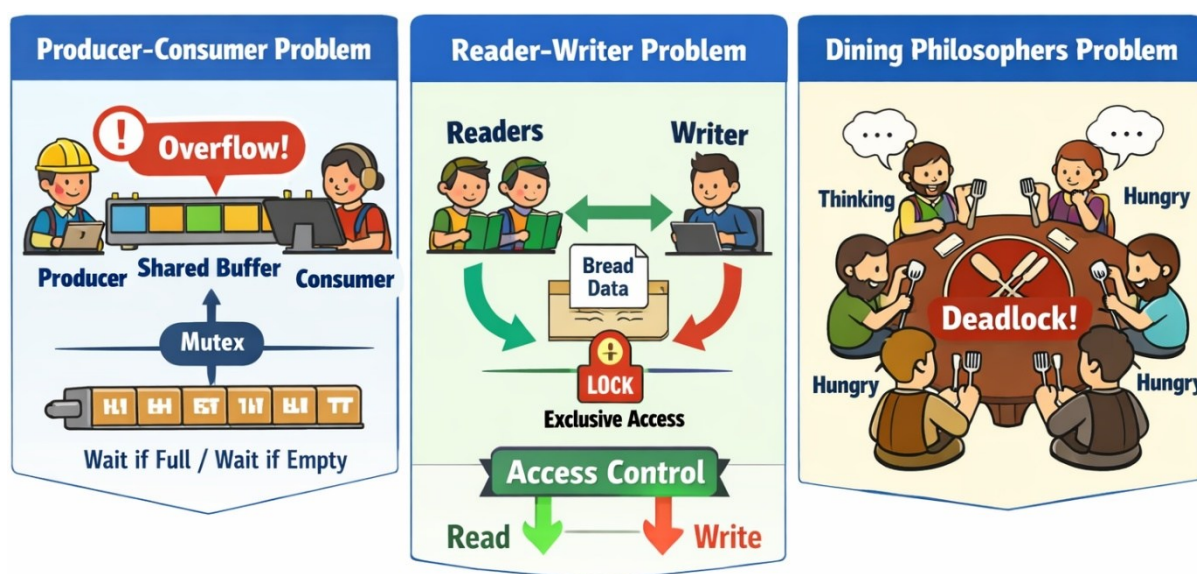 Producer-Consumer Problem
! Overflow!
Producer
Shared Buffer
Consumer
Mutex
Wait if Full / Wait if Empty
Reader-Writer Problem
Readers
Writer
Bread
Data
LOCK
Exclusive Access
Access Control
Read
Write
Dining Philosophers Problem
...
...
Thinking
Hungry
Deadlock!
Hungry
Hungry